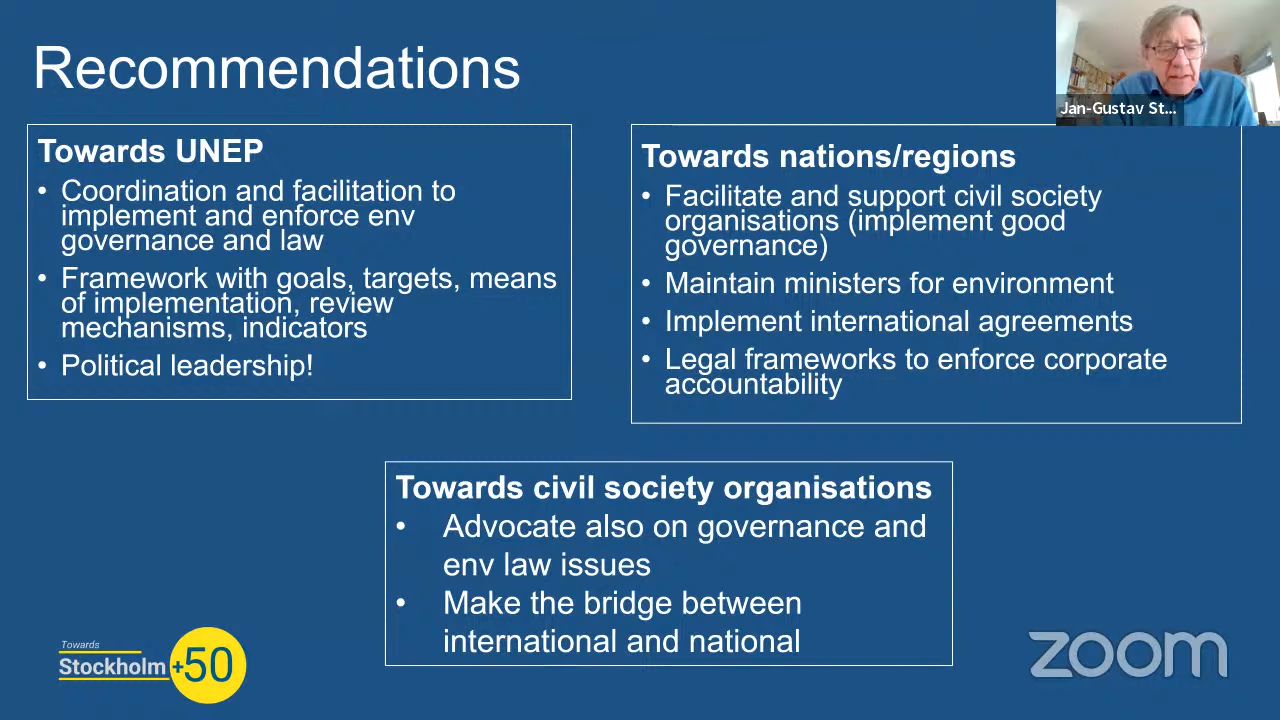 Recommendations
Jan-Gustav St...
Towards UNEP
• Coordination and facilitation to
implement and enforce env
governance and law
• Framework with goals, targets, means
of implementation, review
mechanisms, indicators
• Political leadership!
Towards nations/regions
• Facilitate and support civil society
organisations (implement good
governance)
• Maintain ministers for environment
• Implement international agreements
• Legal frameworks to enforce corporate
accountability
Towards civil society organisations
• Advocate also on governance and
env law issues
• Make the bridge between
international and national
Towards
Stockholm+50
zoom